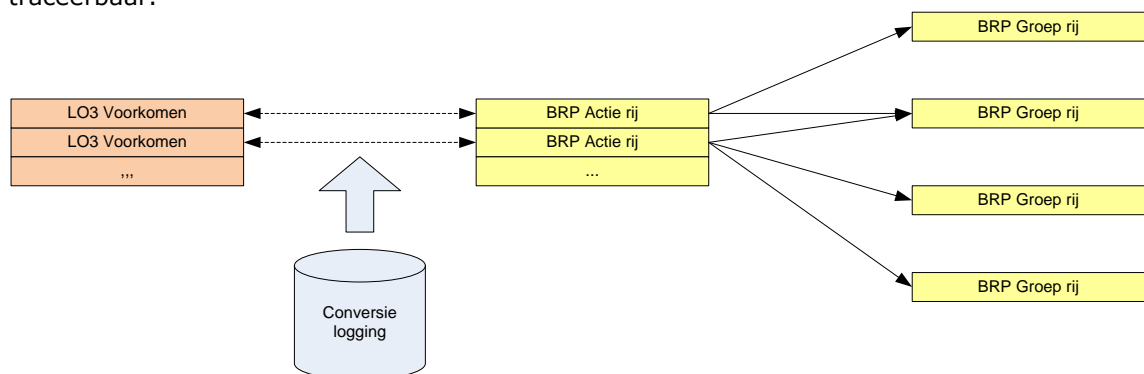 traceerbaar.
BRP Groep rij
LO3 Voorkomen
BRP Actie rij
BRP Groep rij
LO3 Voorkomen
BRP Actie rij
,,,
...
BRP Groep rij
BRP Groep rij
Conversie
logging